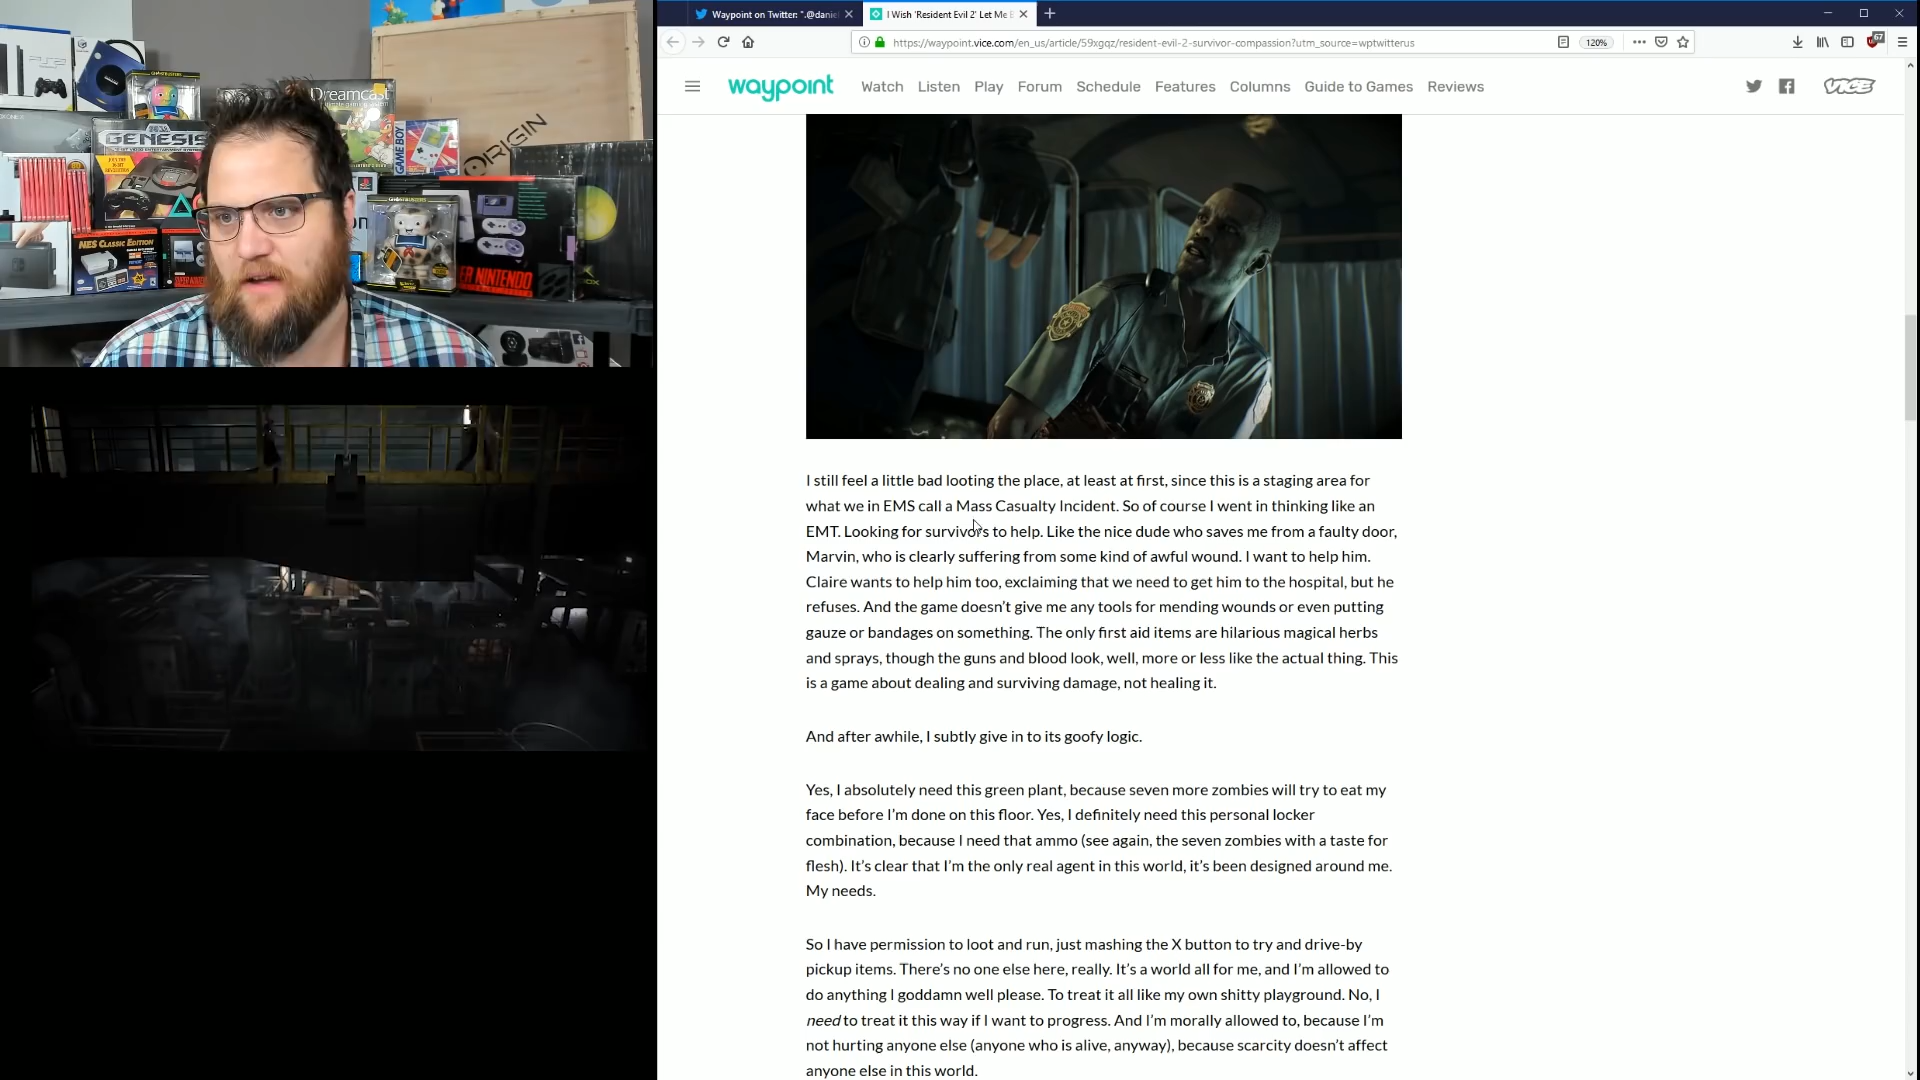 Waypoint on Twitter: ".@danie
I Wish 'Resident Evil 2' Let Me B
https://waypoint.vice.com/en_us/article/59xgqz/resident-evil-2-survivor-compassion?utm_source=wptwitterus
120%
67
waypoint
Watch Listen Play Forum Schedule Features Columns Guide to Games Reviews
VICE
Dreamcast
GENESIS
GAME BOY
ORIGIN
NES CLASSIC EDITION
ER NINTENDO
I still feel a little bad looting the place, at least at first, since this is a staging area for
what we in EMS call a Mass Casualty Incident. So of course I went in thinking like an
EMT. Looking for survivors to help. Like the nice dude who saves me from a faulty door,
Marvin, who is clearly suffering from some kind of awful wound. I want to help him.
Claire wants to help him too, exclaiming that we need to get him to the hospital, but he
refuses. And the game doesn’t give me any tools for mending wounds or even putting
gauze or bandages on something. The only first aid items are hilarious magical herbs
and sprays, though the guns and blood look, well, more or less like the actual thing. This
is a game about dealing and surviving damage, not healing it.
And after awhile, I subtly give in to its goofy logic.
Yes, I absolutely need this green plant, because seven more zombies will try to eat my
face before I’m done on this floor. Yes, I definitely need this personal locker
combination, because I need that ammo (see again, the seven zombies with a taste for
flesh). It’s clear that I’m the only real agent in this world, it’s been designed around me.
My needs.
So I have permission to loot and run, just mashing the X button to try and drive-by
pickup items. There’s no one else here, really. It’s a world all for me, and I’m allowed to
do anything I goddamn well please. To treat it all like my own shitty playground. No, I
need to treat it this way if I want to progress. And I’m morally allowed to, because I’m
not hurting anyone else (anyone who is alive, anyway), because scarcity doesn’t affect
anyone else in this world.